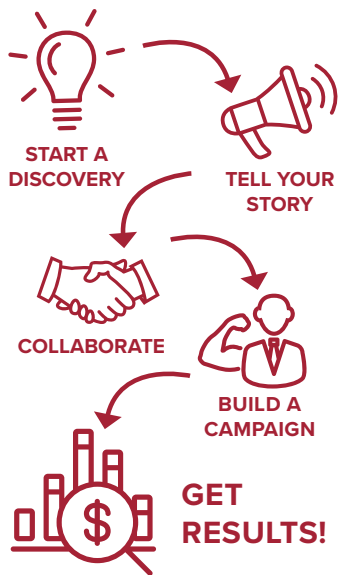 START A
DISCOVERY
TELL YOUR
STORY
COLLABORATE
BUILD A
CAMPAIGN
$
GET
RESULTS!